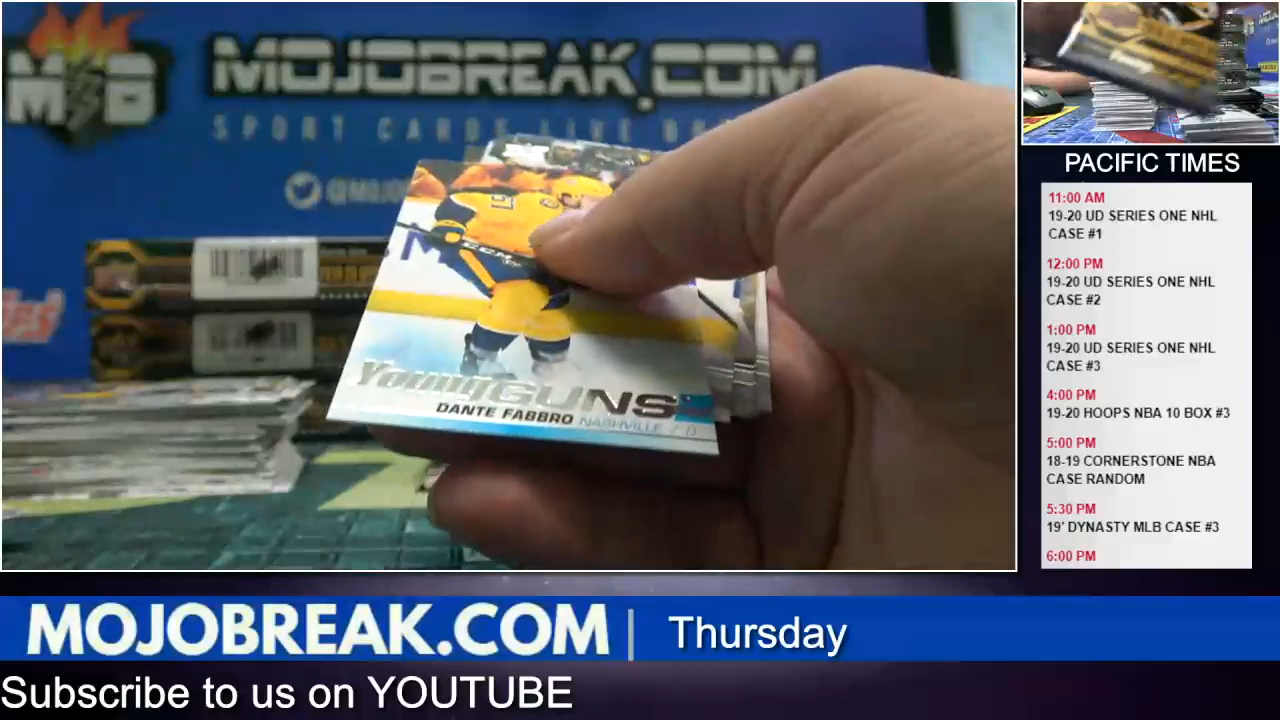 MB
MOJOBREAK.COM
SPORT CARDS LIVE
@MOJO
57
CCM
Young GUNS
DANTE FABBRO NASHVILLE / D
PACIFIC TIMES
11:00 AM
19-20 UD SERIES ONE NHL
CASE #1
12:00 PM
19-20 UD SERIES ONE NHL
CASE #2
1:00 PM
19-20 UD SERIES ONE NHL
CASE #3
4:00 PM
19-20 HOOPS NBA 10 BOX #3
5:00 PM
18-19 CORNERSTONE NBA
CASE RANDOM
5:30 PM
19' DYNASTY MLB CASE #3
6:00 PM
MOJOBREAK.COM | Thursday
Subscribe to us on YOUTUBE